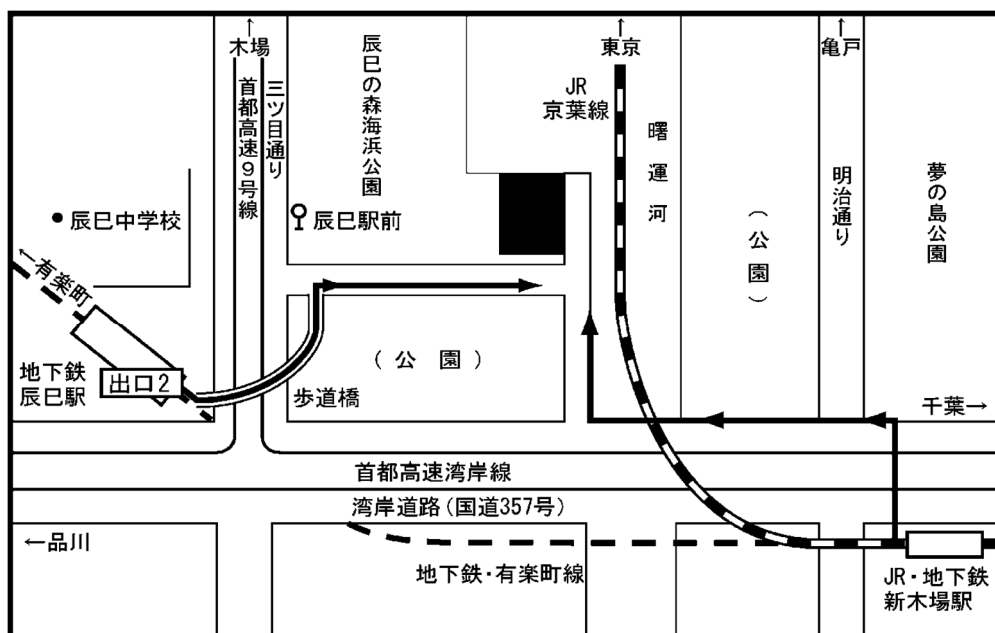 ↑
木場
↑
東京
↑
亀戸
首都高速9号線
三ツ目通り
辰巳の森海浜公園
JR
京葉線
曙運河
(公園)
明治通り
夢の島公園
辰巳中学校
辰巳駅前
←有楽町
地下鉄
辰巳駅
出口2
歩道橋
(公園)
千葉→
首都高速湾岸線
湾岸道路(国道357号)
←品川
地下鉄・有楽町線
JR・地下鉄
新木場駅